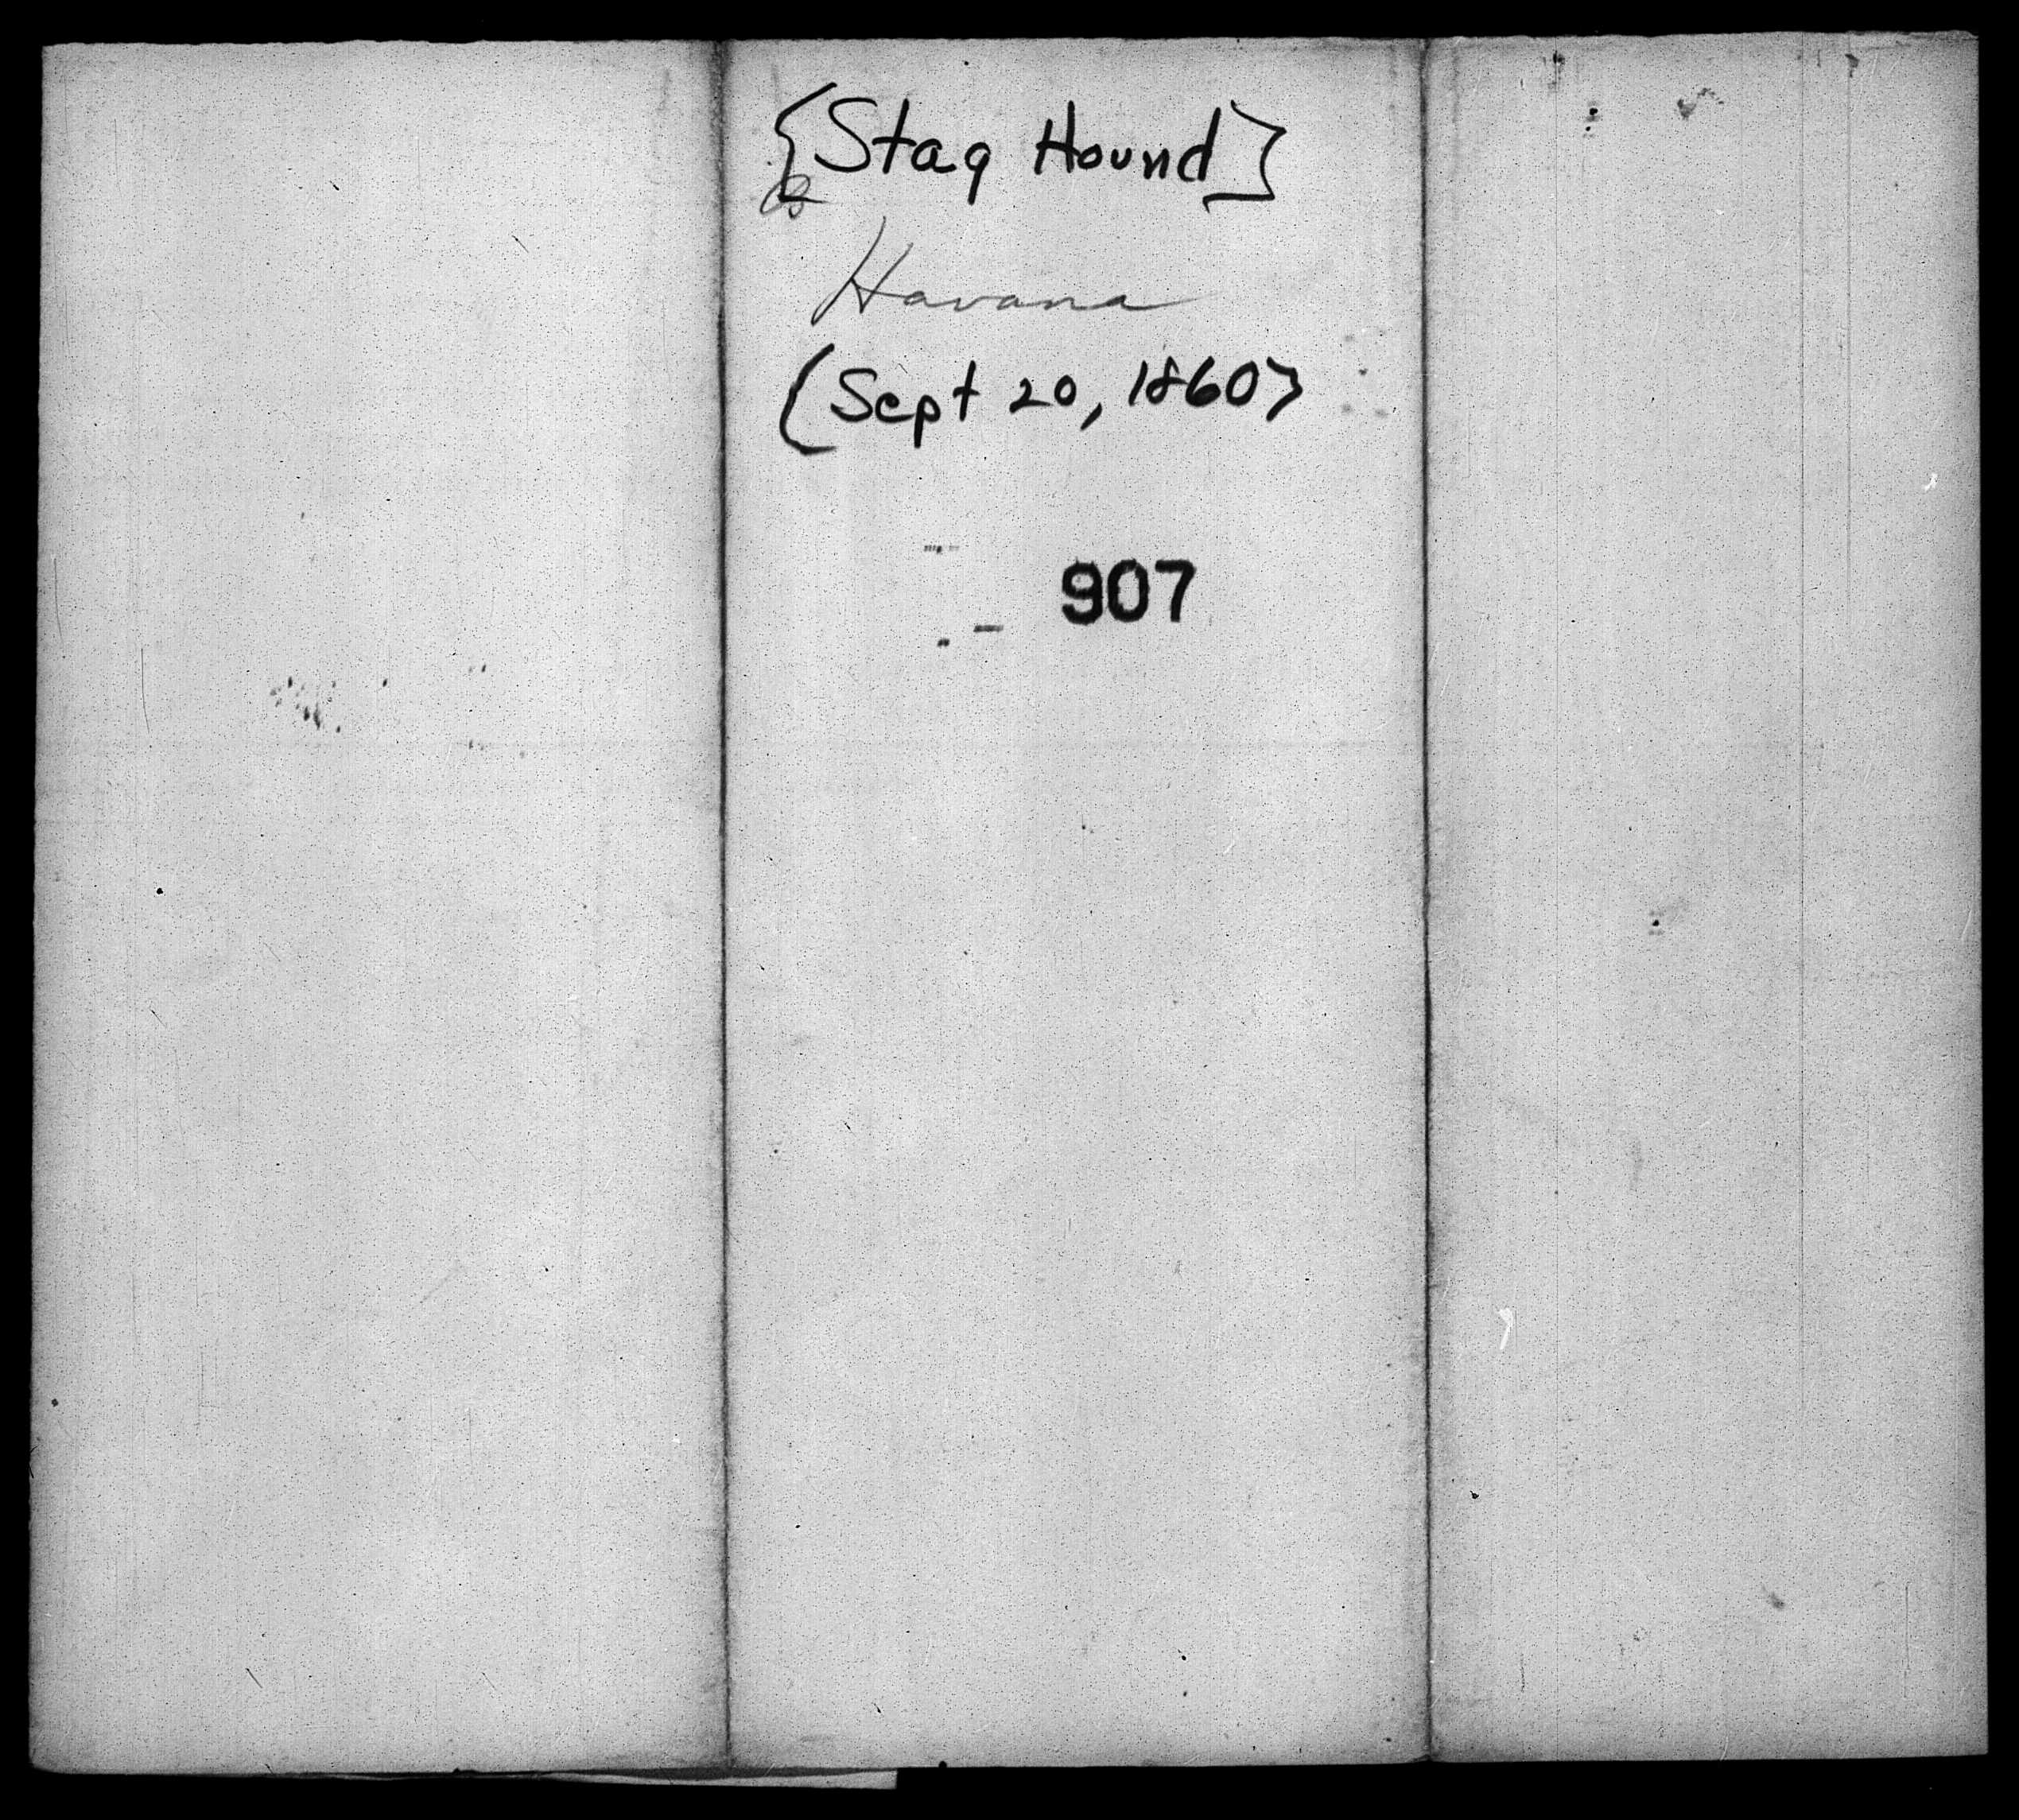 [Stag Hound]
Havana
(Sept 20, 1860)
907